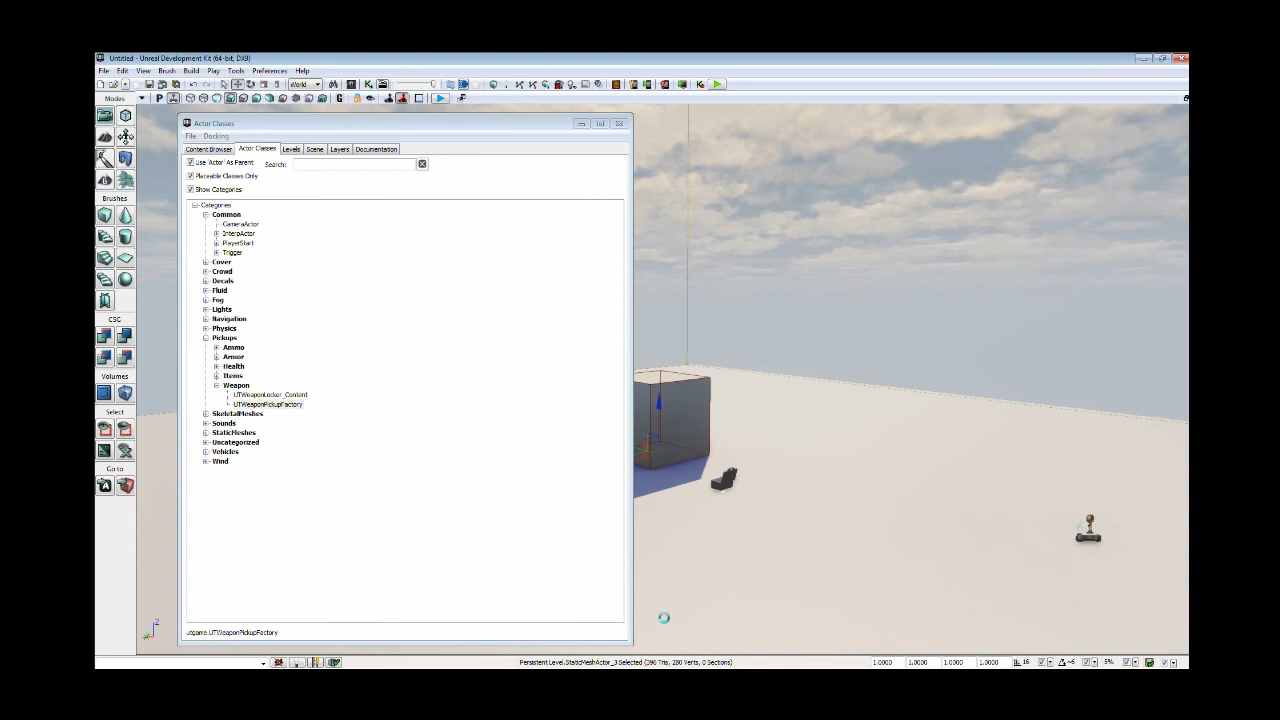 Untitled - Unreal Development Kit (64-bit, DX9)
File Edit View Brush Build Play Tools Preferences Help
World
Modes
P
G
Actor Classes
File Docking
Content Browser Actor Classes Levels Scene Layers Documentation
Use 'Actor' As Parent Search:
Placeable Classes Only
Show Categories
Categories
Common
CameraActor
InterpActor
PlayerStart
Trigger
Cover
Crowd
Decals
Fluid
Fog
Lights
Navigation
Physics
Pickups
Ammo
Armor
Health
Items
Weapon
UTWeaponLocker_Content
UTWeaponPickupFactory
SkeletalMeshes
Sounds
StaticMeshes
Uncategorized
Vehicles
Wind
utgame.UTWeaponPickupFactory
Brushes
CSG
Volumes
Select
Go to
Z
Persistent Level.StaticMeshActor_3 Selected (396 Tris, 280 Verts, 0 Sections)
1.0000 1.0000 1.0000 1.0000 16 ~6 5%